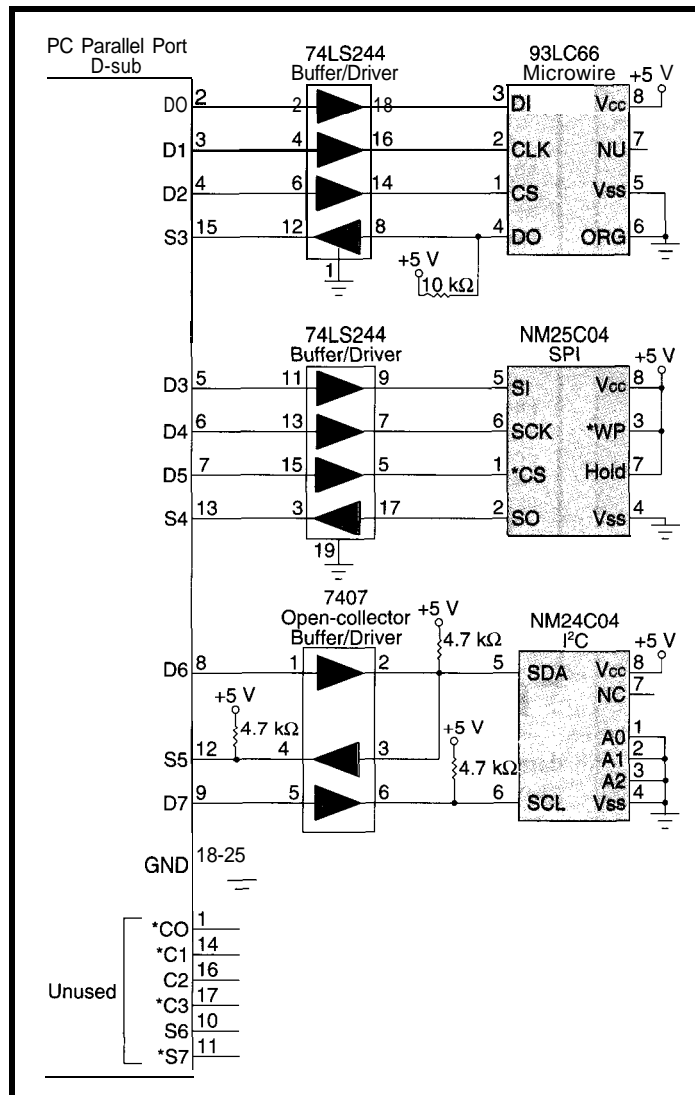 PC Parallel Port
D-sub
74LS244
Buffer/Driver
93LC66
Microwire
+5 V
D0 2 2 18 3 DI Vcc 8
D1 3 4 16 2 CLK NU 7
D2 4 6 14 1 CS Vss 5
S3 15 12 8 4 DO ORG 6
1
+5 V
10 kΩ
74LS244
Buffer/Driver
NM25C04
SPI
+5 V
D3 5 11 9 5 SI Vcc 8
D4 6 13 7 6 SCK *WP 3
D5 7 15 5 1 *CS Hold 7
S4 13 3 17 2 SO Vss 4
19
7407
Open-collector
Buffer/Driver
+5 V
4.7 kΩ
NM24C04
I²C
+5 V
D6 8 1 2 5 SDA Vcc 8
NC 7
+5 V
4.7 kΩ
+5 V
4.7 kΩ
A0 1
S5 12 4 3 A1 2
A2 3
D7 9 5 6 6 SCL Vss 4
GND 18-25
Unused
*CO 1
*C1 14
C2 16
*C3 17
S6 10
*S7 11